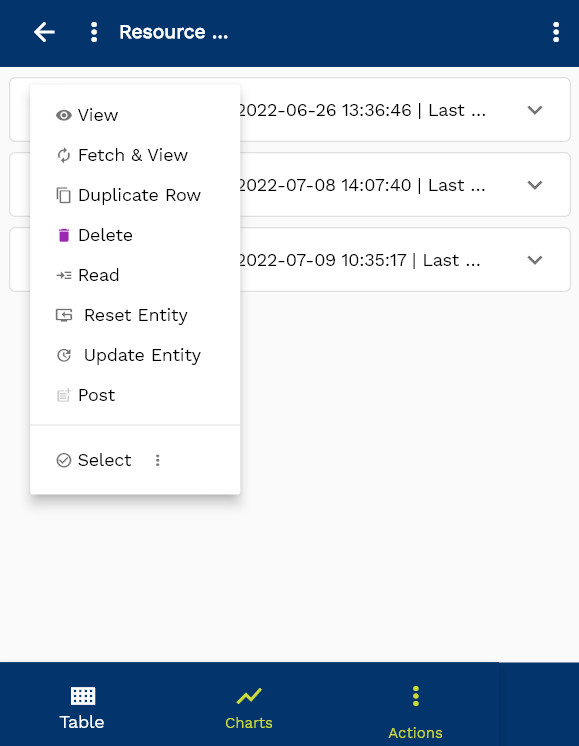 Resource ...
View
2022-06-26 13:36:46 | Last ...
Fetch & View
Duplicate Row
2022-07-08 14:07:40 | Last ...
Delete
Read
2022-07-09 10:35:17 | Last ...
Reset Entity
Update Entity
Post
Select
Table
Charts
Actions